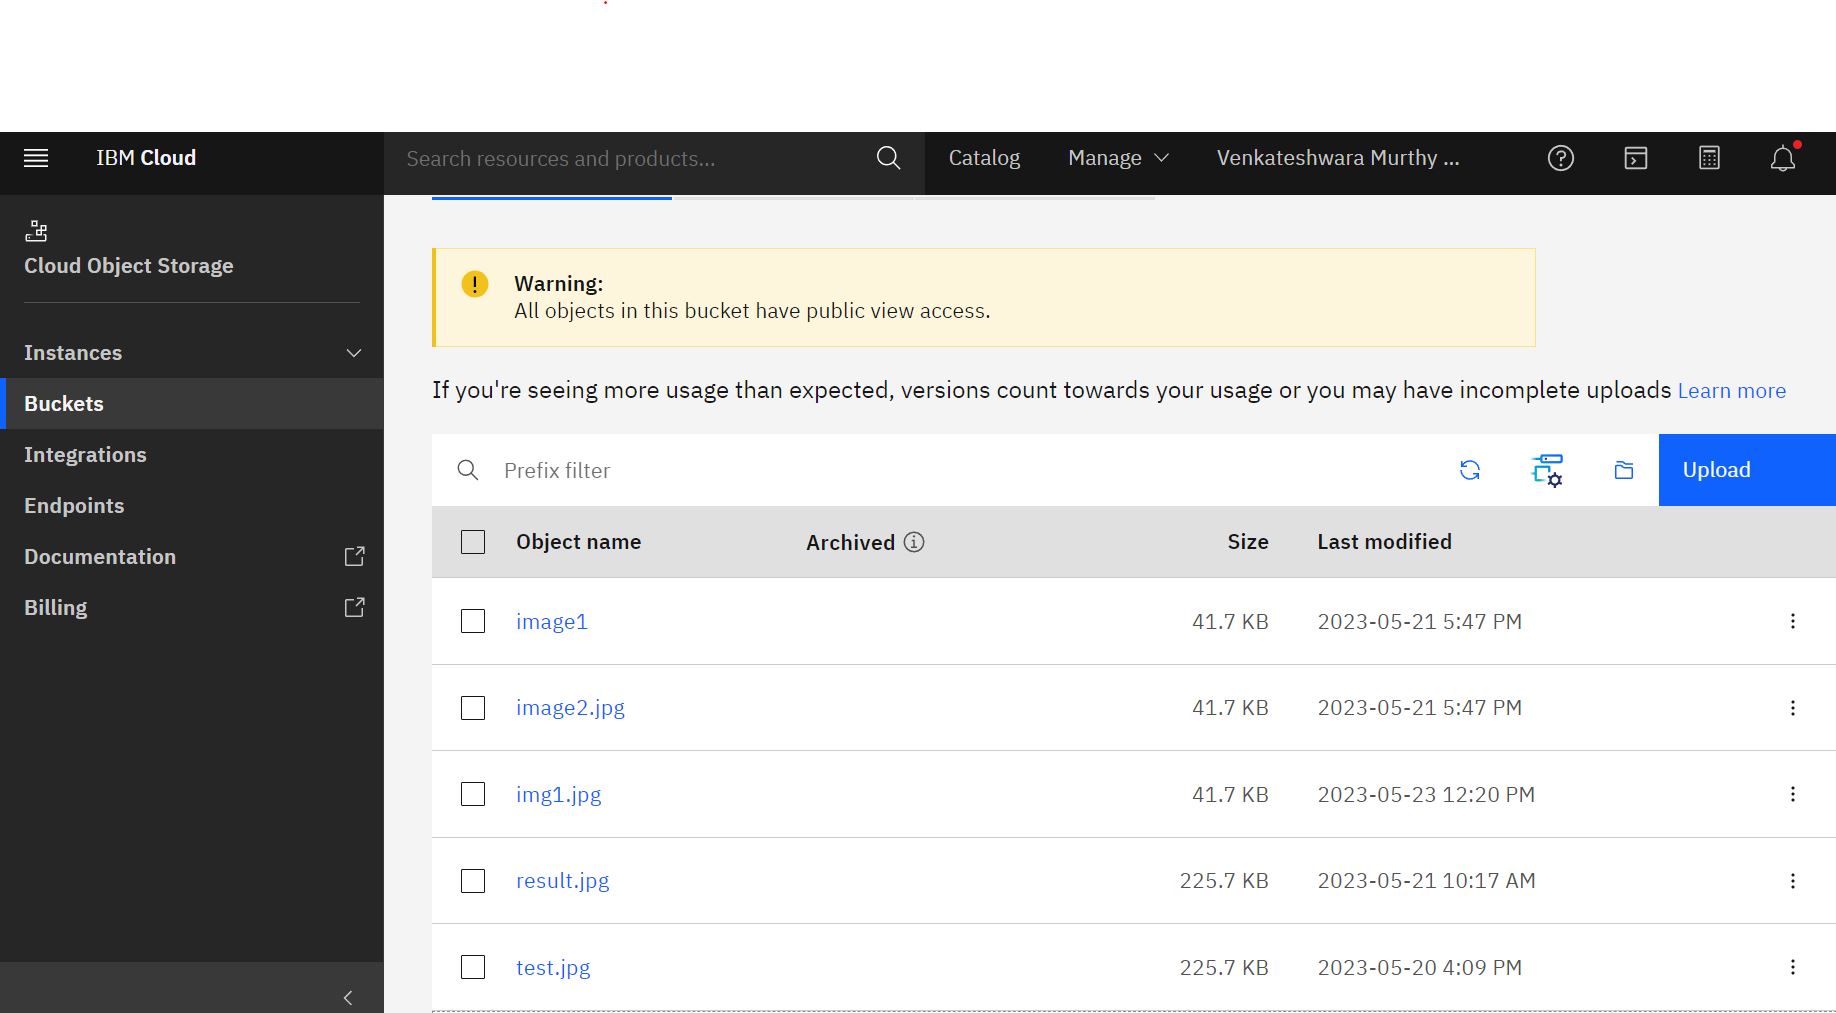 IBM Cloud
Search resources and products...
Catalog
Manage
Venkateshwara Murthy ...
Cloud Object Storage
Instances
Buckets
Integrations
Endpoints
Documentation
Billing
Warning:
All objects in this bucket have public view access.
If you're seeing more usage than expected, versions count towards your usage or you may have incomplete uploads Learn more
Prefix filter
Upload
Object name Archived Size Last modified
image1 41.7 KB 2023-05-21 5:47 PM
image2.jpg 41.7 KB 2023-05-21 5:47 PM
img1.jpg 41.7 KB 2023-05-23 12:20 PM
result.jpg 225.7 KB 2023-05-21 10:17 AM
test.jpg 225.7 KB 2023-05-20 4:09 PM